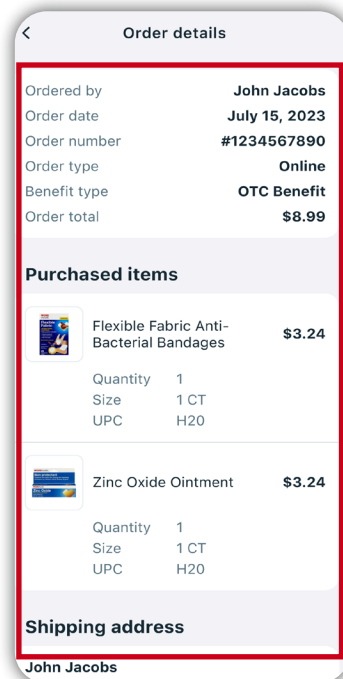 Order details
Ordered by John Jacobs
Order date July 15, 2023
Order number #1234567890
Order type Online
Benefit type OTC Benefit
Order total $8.99
Purchased items
Flexible Fabric Anti-
Bacterial Bandages
$3.24
Quantity 1
Size 1 CT
UPC H20
Zinc Oxide Ointment $3.24
Quantity 1
Size 1 CT
UPC H20
Shipping address
John Jacobs